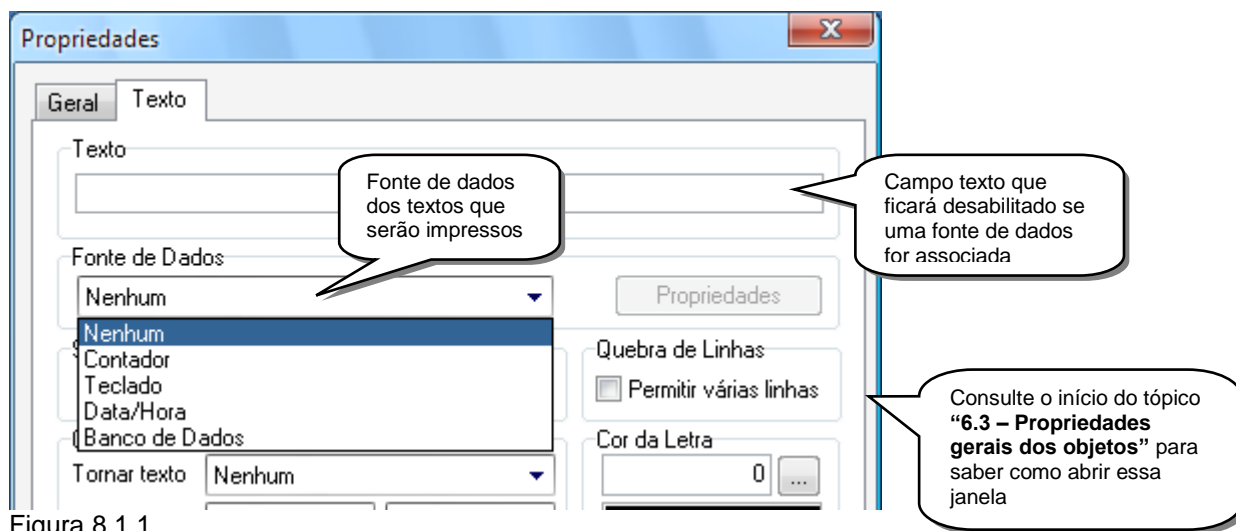 Propriedades
Geral Texto
Texto
Fonte de dados
dos textos que
serão impressos
Campo texto que
ficará desabilitado se
uma fonte de dados
for associada
Fonte de Dados
Nenhum
Propriedades
Nenhum
Contador
Teclado
Data/Hora
Banco de Dados
Quebra de Linhas
Permitir várias linhas
Consulte o início do tópico
“6.3 – Propriedades
gerais dos objetos” para
saber como abrir essa
janela
Cor da Letra
Tornar texto Nenhum
0 ...
Figura 8.1.1